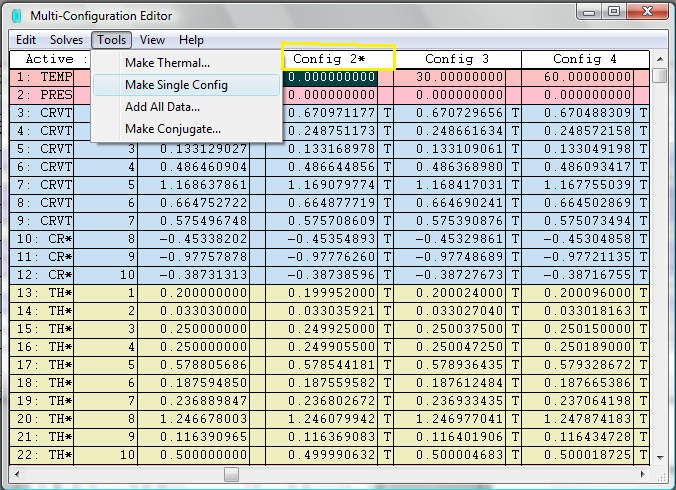 Multi-Configuration Editor
Edit Solves Tools View Help
Make Thermal...
Make Single Config
Add All Data...
Make Conjugate...
Active : Config 2* Config 3 Config 4
1: TEMP 0.000000000 30.00000000 60.00000000
2: PRES 0.000000000 0.000000000 0.000000000
3: CRVT 0.670971177 T 0.670729656 T 0.670488309 T
4: CRVT 0.248751173 T 0.248661634 T 0.248572158 T
5: CRVT 3 0.133129027 0.133168978 T 0.133109061 T 0.133049198 T
6: CRVT 4 0.486460904 0.486644856 T 0.486368980 T 0.486093417 T
7: CRVT 5 1.168637861 1.169079774 T 1.168417031 T 1.167755039 T
8: CRVT 6 0.664752722 0.664877719 T 0.664690241 T 0.664502869 T
9: CRVT 7 0.575496748 0.575708609 T 0.575390876 T 0.575073494 T
10: CR* 8 -0.45338202 -0.45354893 T -0.45329861 T -0.45304858 T
11: CR* 9 -0.97757878 -0.97776260 T -0.97748689 T -0.97721135 T
12: CR* 10 -0.38731313 -0.38738596 T -0.38727673 T -0.38716755 T
13: TH* 1 0.200000000 0.199952000 T 0.200024000 T 0.200096000 T
14: TH* 2 0.033030000 0.033035921 T 0.033027040 T 0.033018163 T
15: TH* 3 0.250000000 0.249925000 T 0.250037500 T 0.250150000 T
16: TH* 4 0.250000000 0.249905500 T 0.250047250 T 0.250189000 T
17: TH* 5 0.578805686 0.578544181 T 0.578936435 T 0.579328672 T
18: TH* 6 0.187594850 0.187559582 T 0.187612484 T 0.187665386 T
19: TH* 7 0.236889847 0.236802672 T 0.236933435 T 0.237064198 T
20: TH* 8 1.246678003 1.246079942 T 1.246977041 T 1.247874183 T
21: TH* 9 0.116390965 0.116369083 T 0.116401906 T 0.116434728 T
22: TH* 10 0.500000000 0.499990632 T 0.500004683 T 0.500018725 T